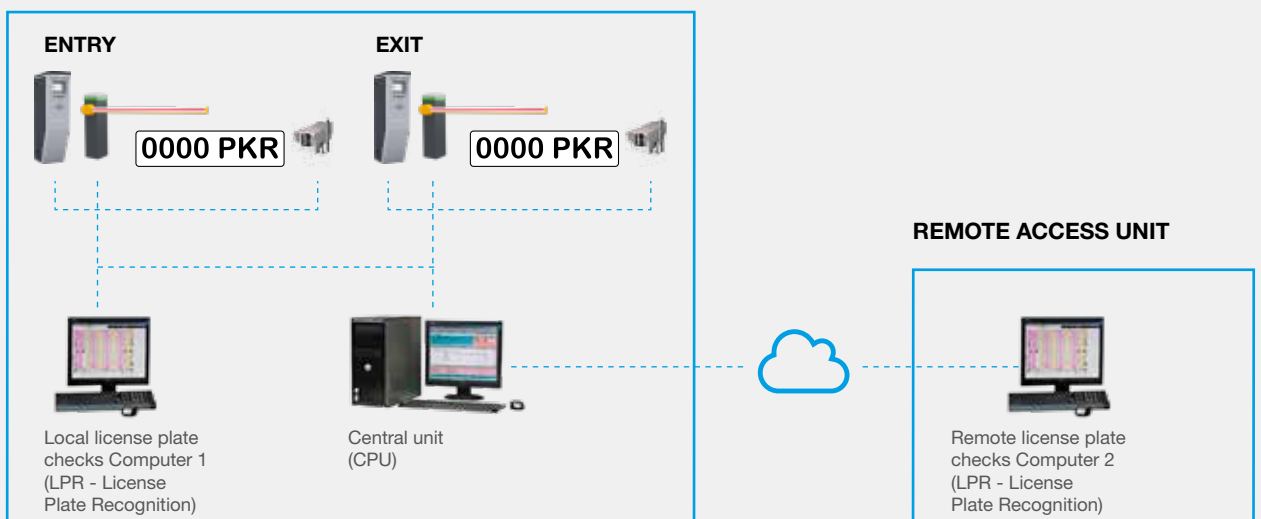 ENTRY
EXIT
0000 PKR
0000 PKR
REMOTE ACCESS UNIT
Local license plate
checks Computer 1
(LPR - License
Plate Recognition)
Central unit
(CPU)
Remote license plate
checks Computer 2
(LPR - License
Plate Recognition)